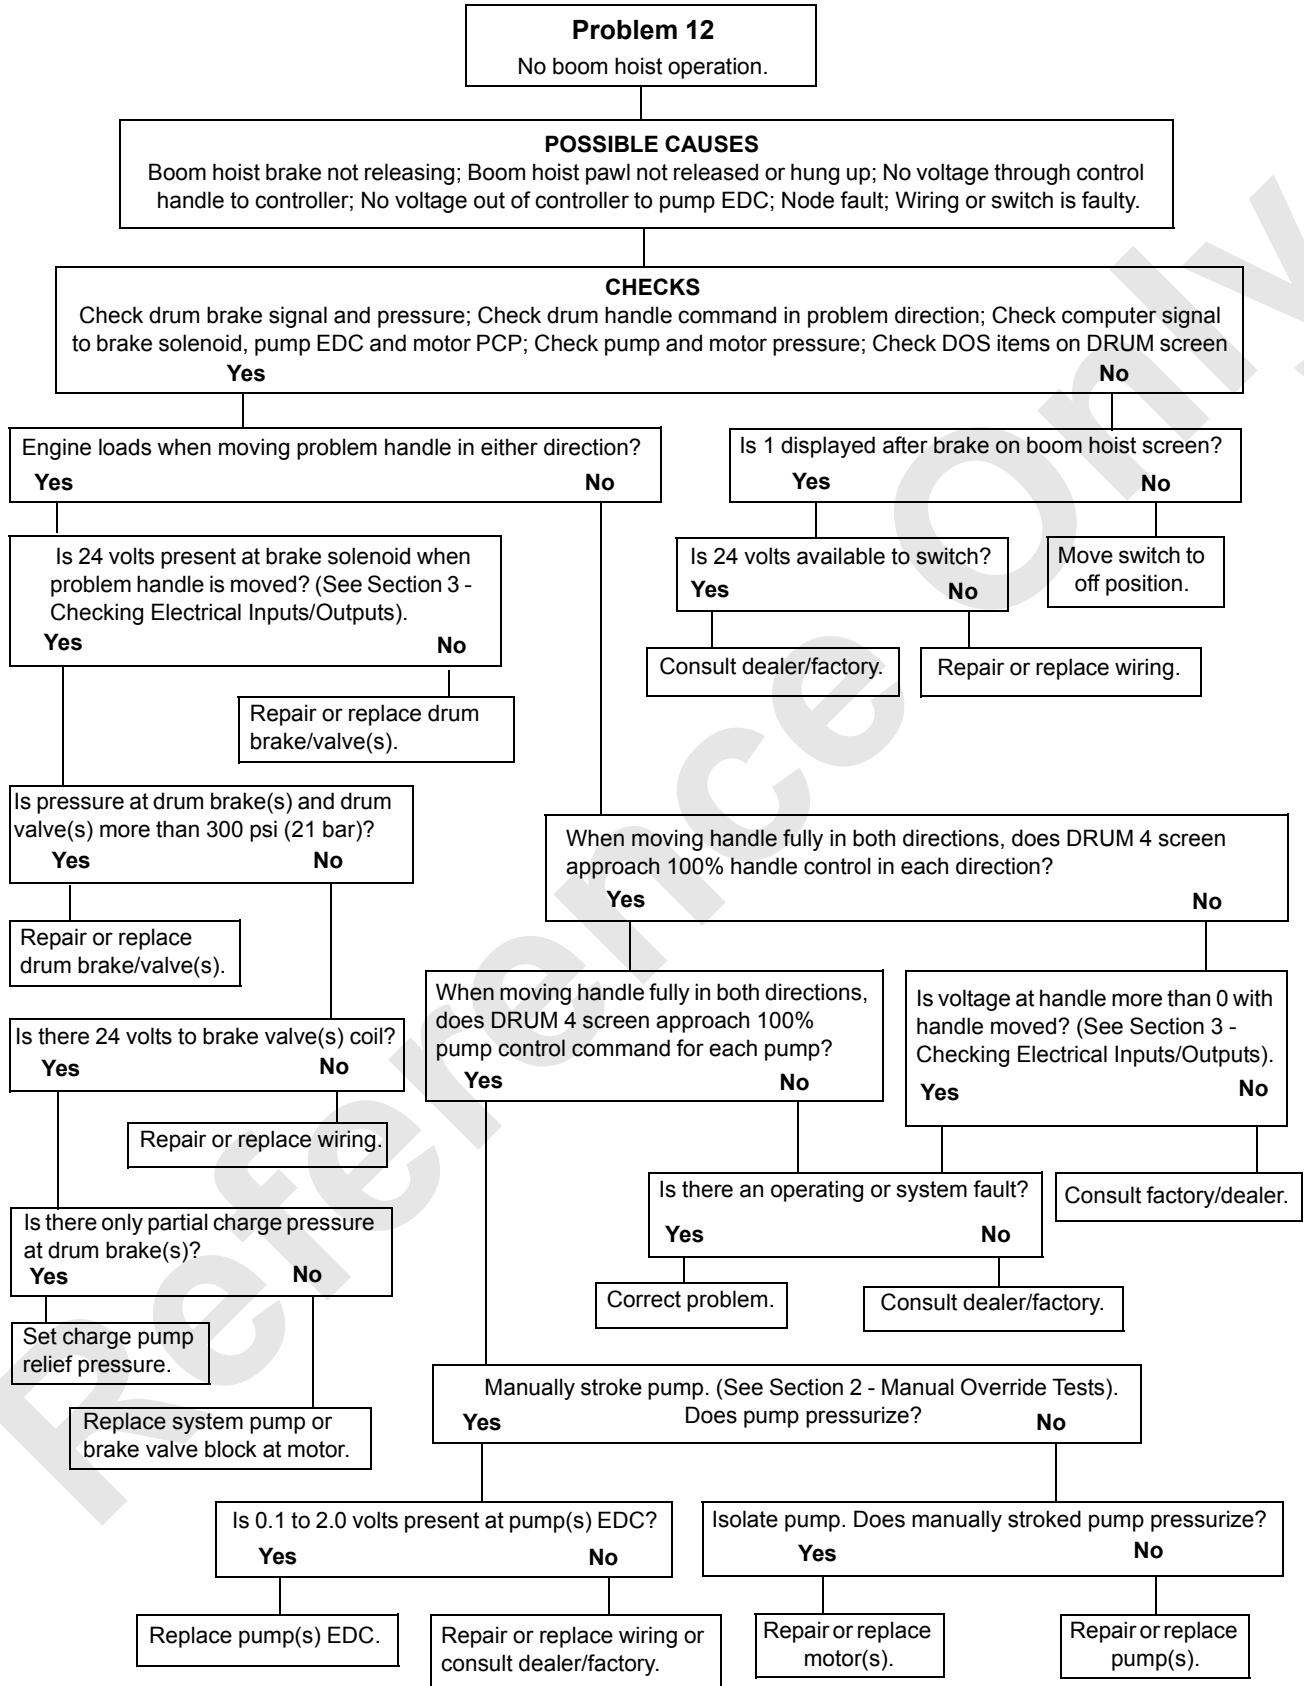 Problem 12
No boom hoist operation.
POSSIBLE CAUSES
Boom hoist brake not releasing; Boom hoist pawl not released or hung up; No voltage through control
handle to controller; No voltage out of controller to pump EDC; Node fault; Wiring or switch is faulty.
CHECKS
Check drum brake signal and pressure; Check drum handle command in problem direction; Check computer signal
to brake solenoid, pump EDC and motor PCP; Check pump and motor pressure; Check DOS items on DRUM screen
Yes
No
Engine loads when moving problem handle in either direction?
Yes
No
Is 1 displayed after brake on boom hoist screen?
Yes
No
Is 24 volts present at brake solenoid when
problem handle is moved? (See Section 3 -
Checking Electrical Inputs/Outputs).
Yes
No
Is 24 volts available to switch?
Yes
No
Move switch to
off position.
Consult dealer/factory.
Repair or replace wiring.
Repair or replace drum
brake/valve(s).
Is pressure at drum brake(s) and drum
valve(s) more than 300 psi (21 bar)?
Yes
No
When moving handle fully in both directions, does DRUM 4 screen
approach 100% handle control in each direction?
Yes
No
Repair or replace
drum brake/valve(s).
When moving handle fully in both directions,
does DRUM 4 screen approach 100%
pump control command for each pump?
Yes
No
Is voltage at handle more than 0 with
handle moved? (See Section 3 -
Checking Electrical Inputs/Outputs).
Yes
No
Is there 24 volts to brake valve(s) coil?
Yes
No
Repair or replace wiring.
Is there an operating or system fault?
Yes
No
Consult factory/dealer.
Is there only partial charge pressure
at drum brake(s)?
Yes
No
Correct problem.
Consult dealer/factory.
Set charge pump
relief pressure.
Replace system pump or
brake valve block at motor.
Manually stroke pump. (See Section 2 - Manual Override Tests).
Does pump pressurize?
Yes
No
Is 0.1 to 2.0 volts present at pump(s) EDC?
Yes
No
Isolate pump. Does manually stroked pump pressurize?
Yes
No
Replace pump(s) EDC.
Repair or replace wiring or
consult dealer/factory.
Repair or replace
motor(s).
Repair or replace
pump(s).
Reference Only